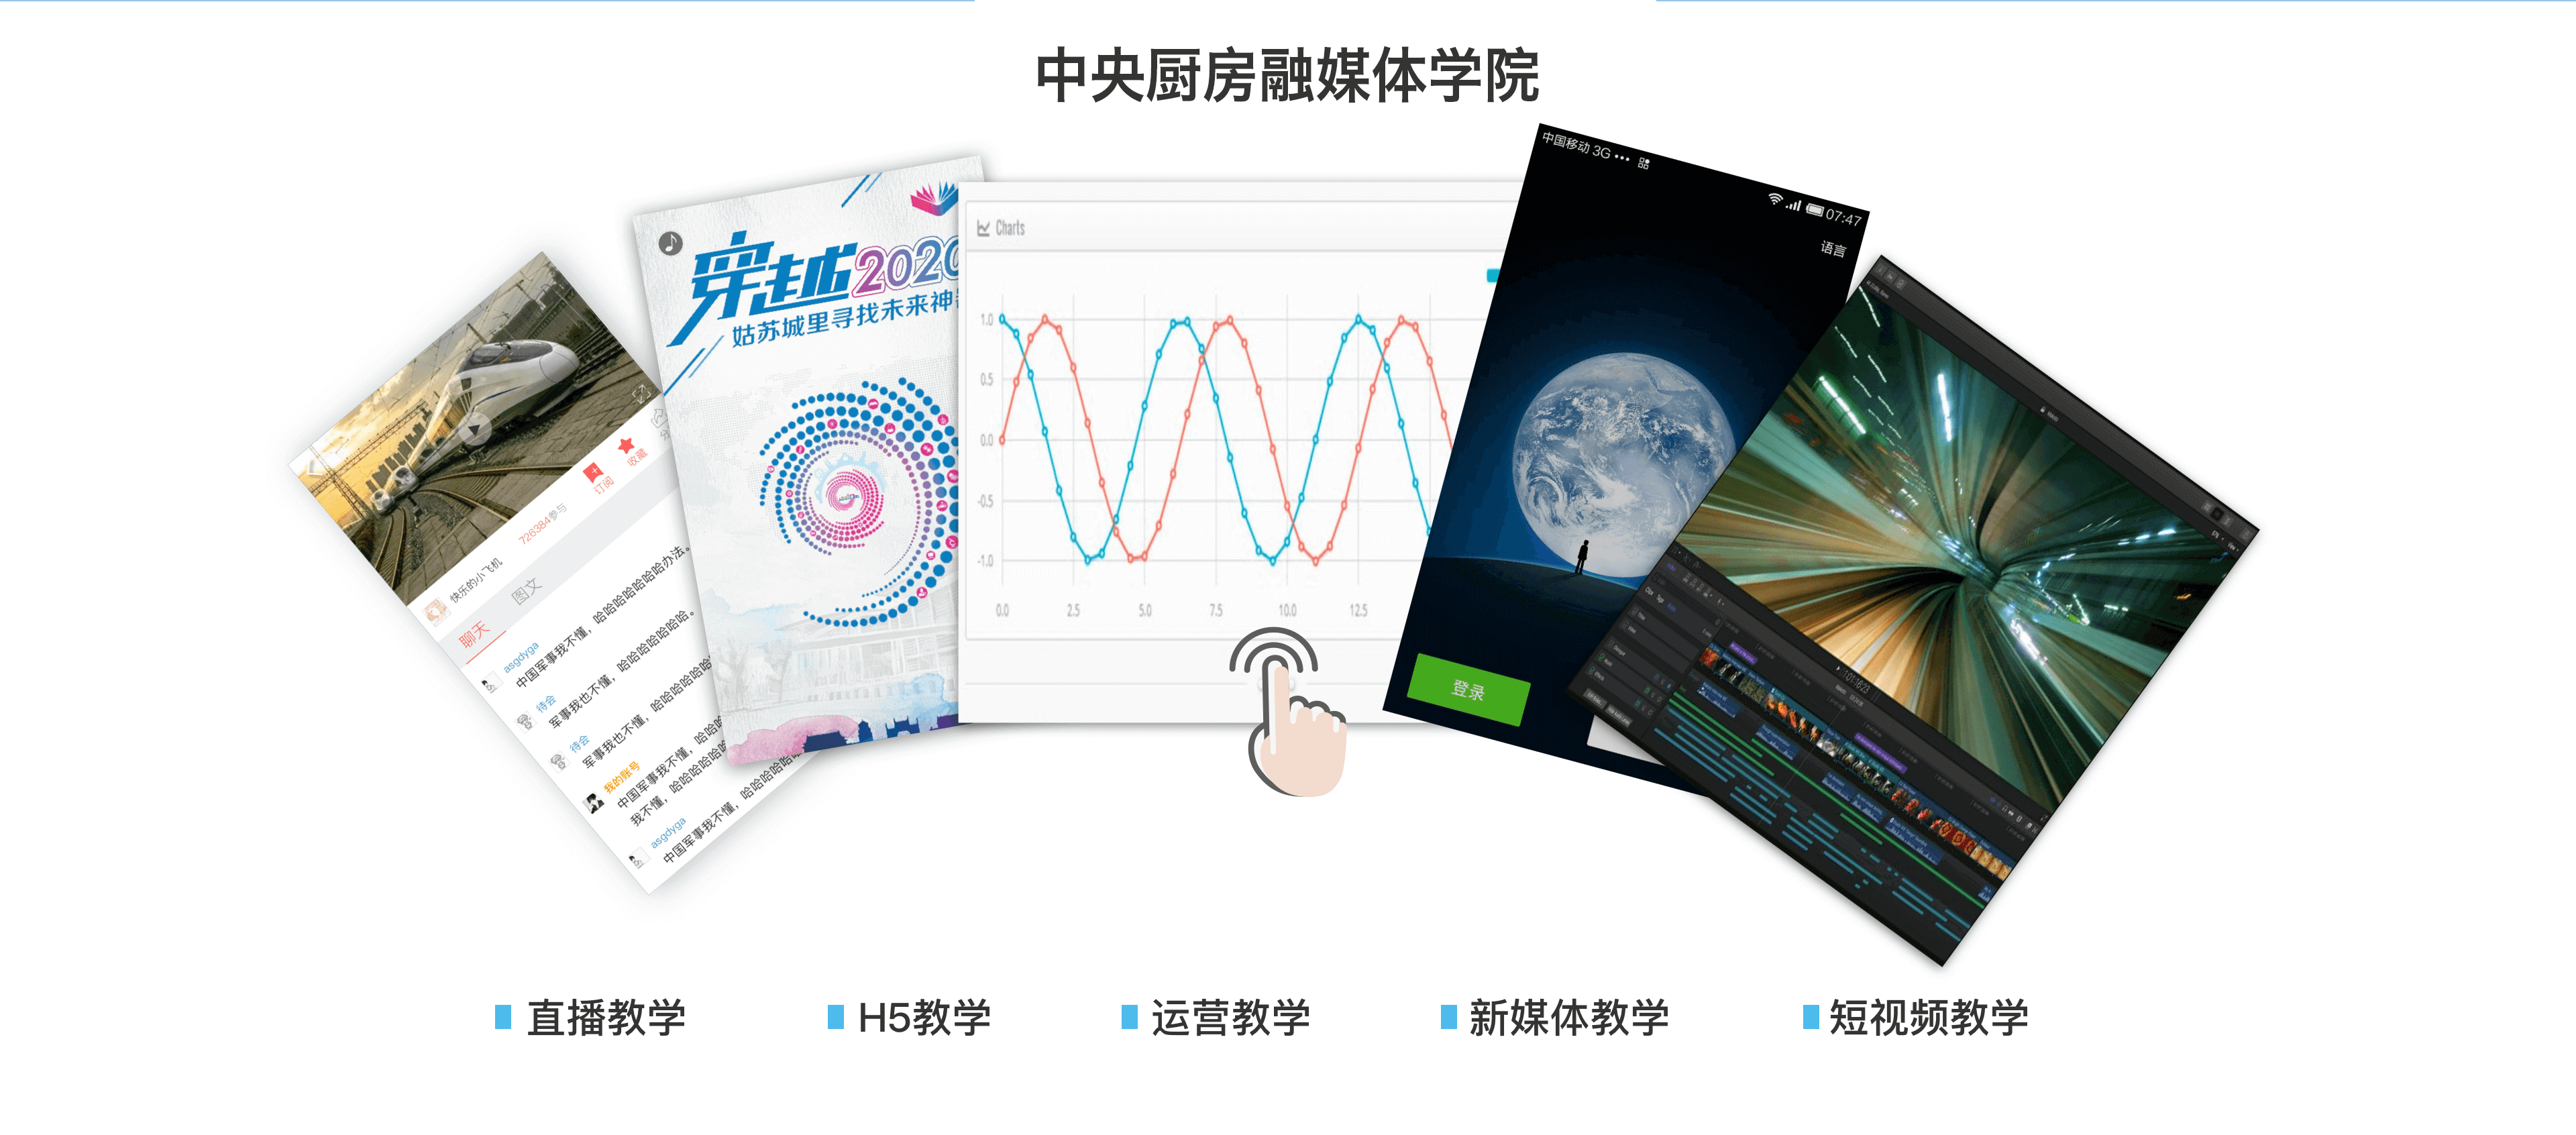 中央厨房融媒体学院
快乐的小飞机
726384参与
订阅
收藏
聊天
图文
asgdyga
中国军事我不懂，哈哈哈哈哈哈办法。
待会
军事我也不懂，哈哈哈哈哈哈。
待会
军事我也不懂，哈哈哈哈哈哈
我的账号
中国军事我不懂，哈哈哈
我不懂，哈哈哈哈哈哈
asgdyga
中国军事我不懂，哈哈哈哈哈
穿越2020
姑苏城里寻找未来神
Charts
1.0
0.5
0.0
-0.5
-1.0
0.0 2.5 5.0 7.5 10.0 12.5
中国移动 3G 07:47
语言
登录
直播教学 H5教学 运营教学 新媒体教学 短视频教学